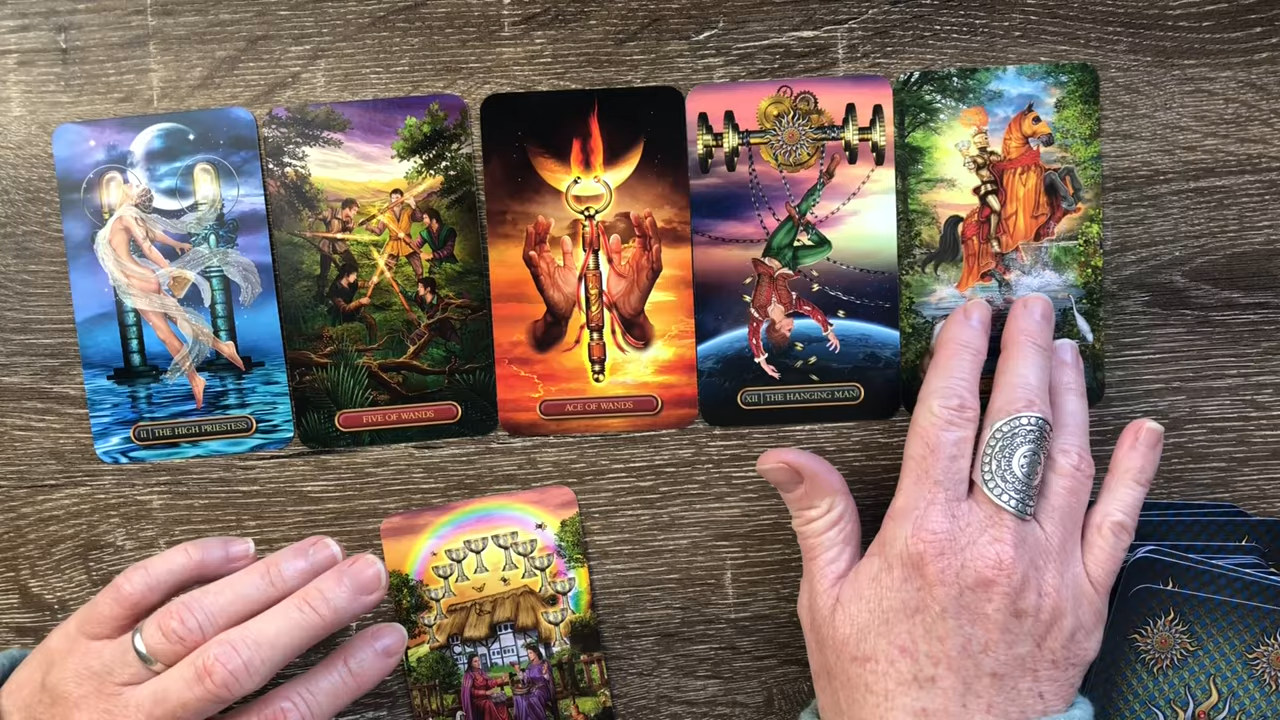 II | THE HIGH PRIESTESS
FIVE OF WANDS
ACE OF WANDS
XII | THE HANGING MAN